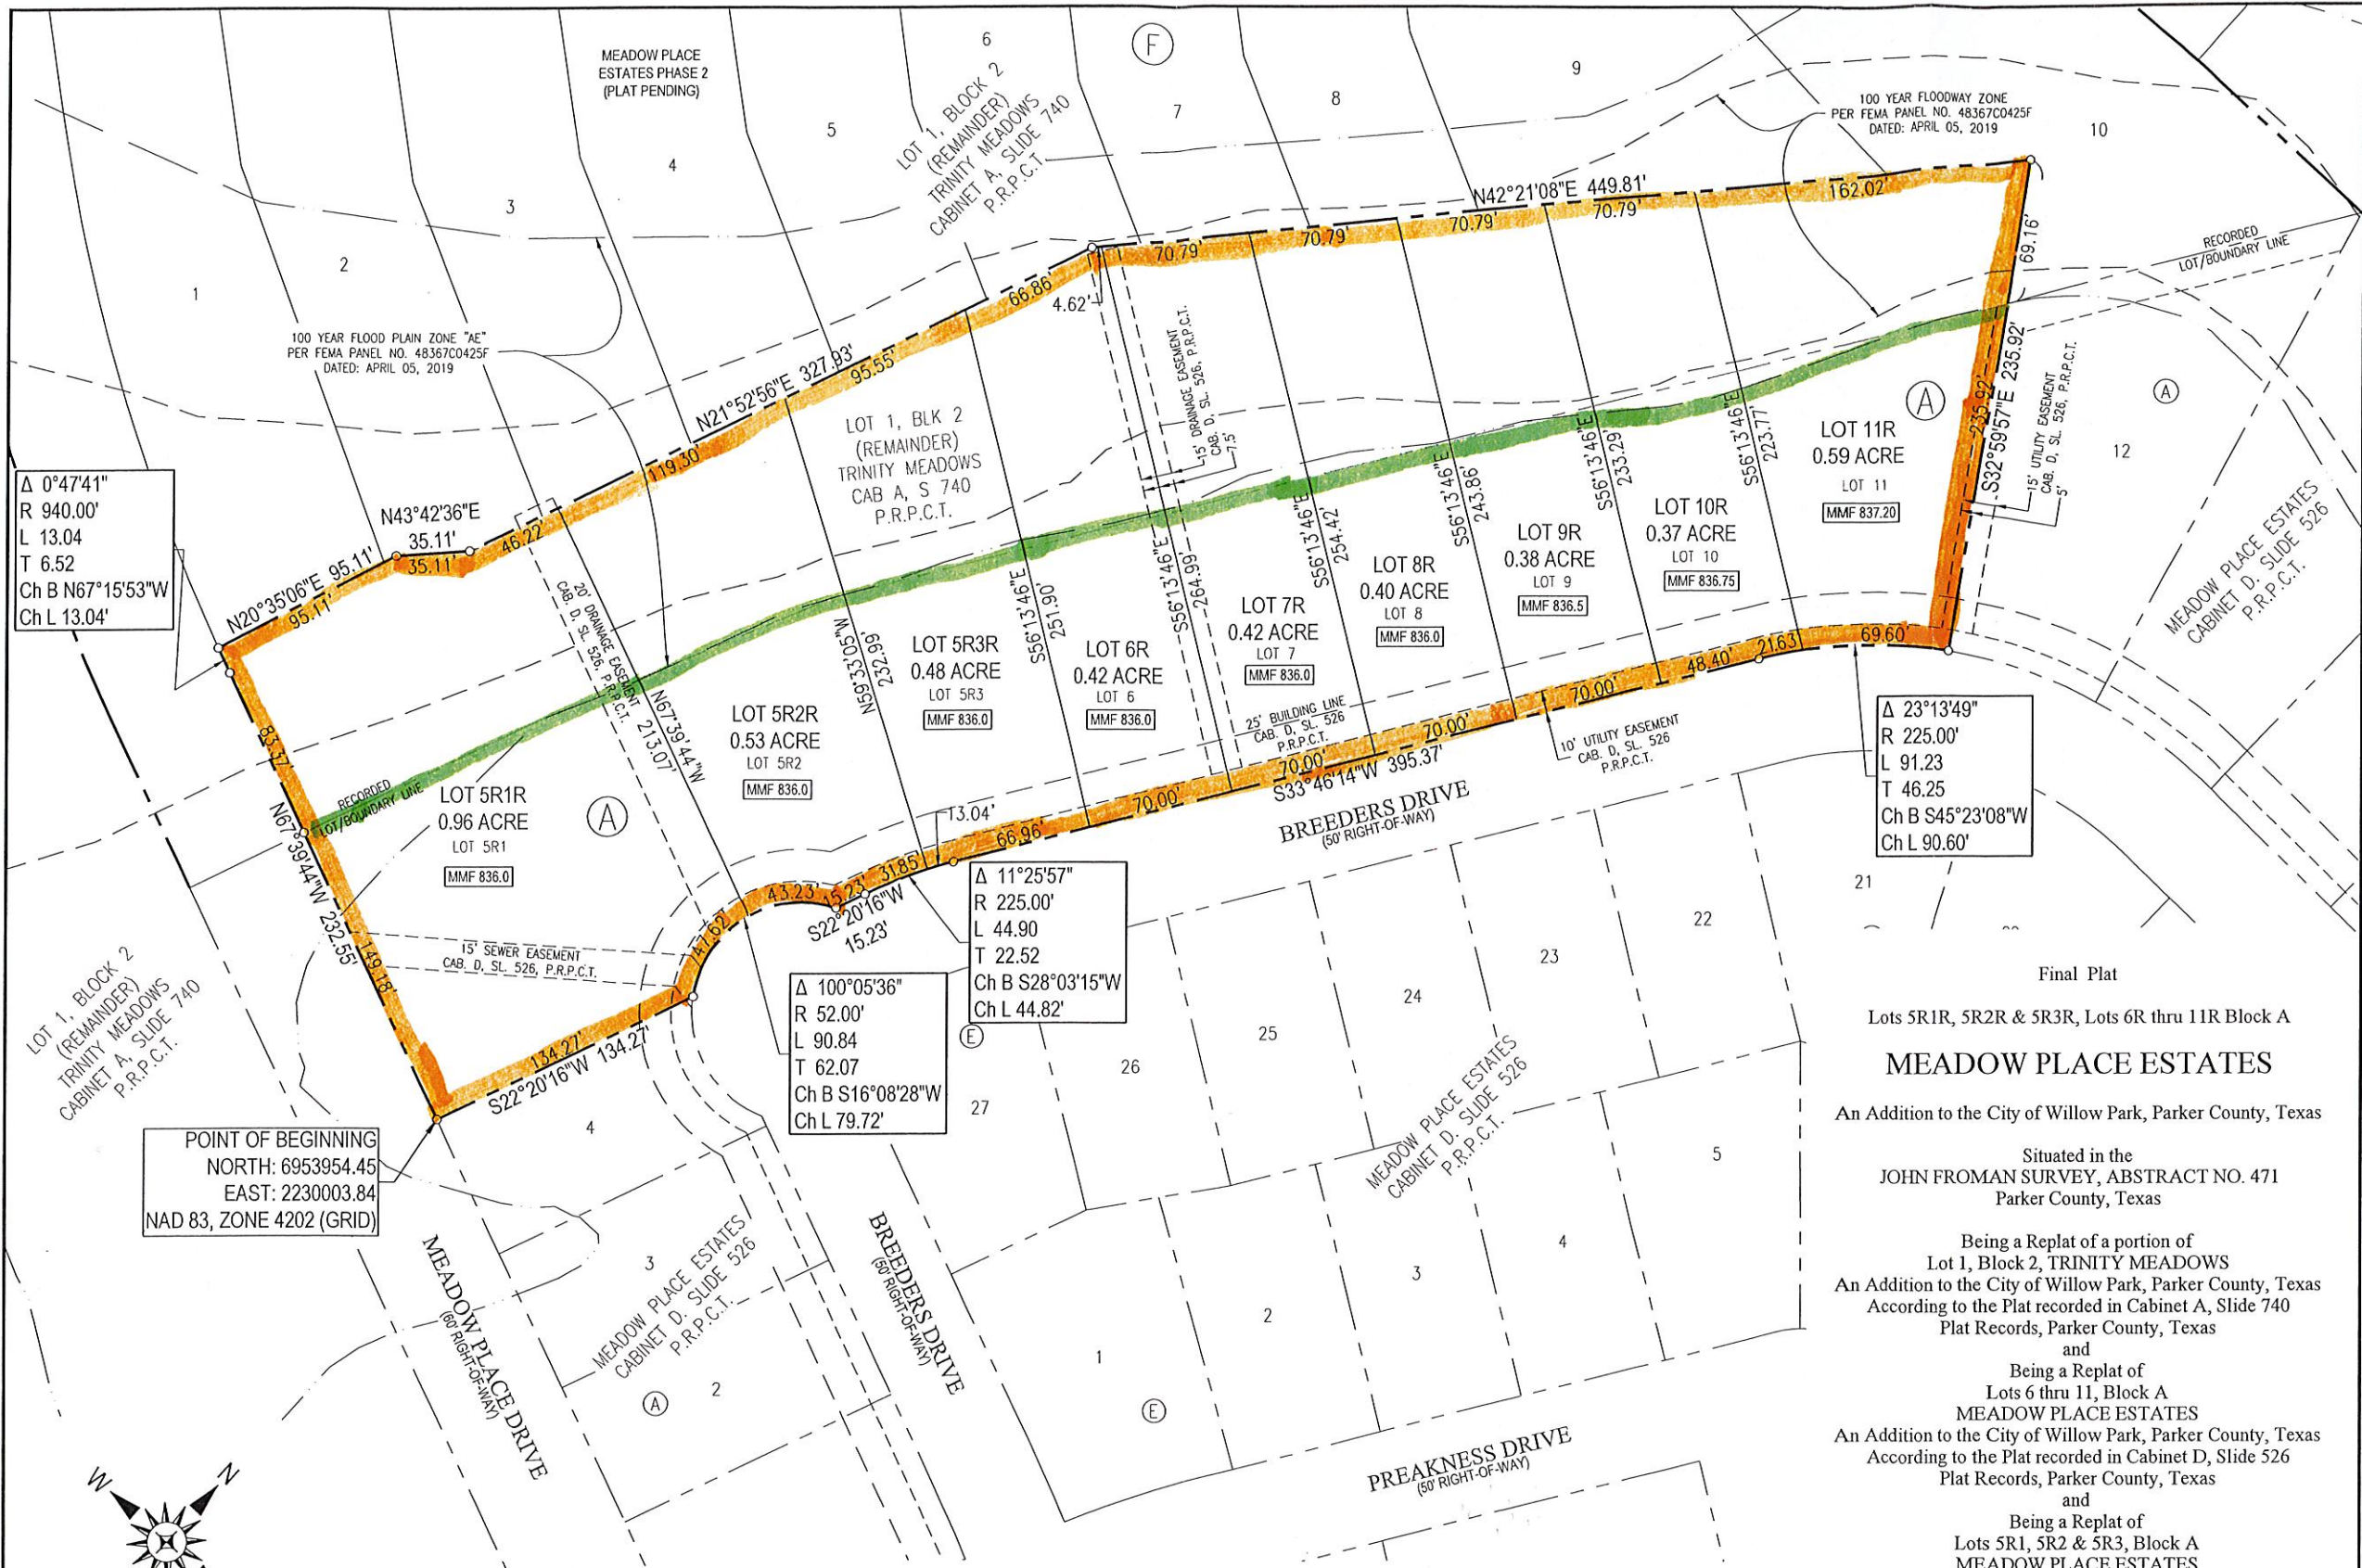 MEADOW PLACE
ESTATES PHASE 2
(PLAT PENDING)
F
1
2
3
4
5
6
7
8
9
10
LOT 1, BLOCK 2
(REMAINDER)
TRINITY MEADOWS
CABINET A, SLIDE 740
P.R.P.C.T.
100 YEAR FLOODWAY ZONE
PER FEMA PANEL NO. 48367C0425F
DATED: APRIL 05, 2019
100 YEAR FLOOD PLAIN ZONE "AE"
PER FEMA PANEL NO. 48367C0425F
DATED: APRIL 05, 2019
N42°21'08"E 449.81'
70.79'
70.79'
70.79'
70.79'
162.02'
69.16'
RECORDED
LOT/BOUNDARY LINE
N21°52'56"E 327.93'
46.22'
119.30'
95.55'
66.86'
4.62'
15' DRAINAGE EASEMENT
CAB. D, SL. 526, P.R.P.C.T.
7.5'
LOT 1, BLK 2
(REMAINDER)
TRINITY MEADOWS
CAB A, S 740
P.R.P.C.T.
Δ 0°47'41"
R 940.00'
L 13.04
T 6.52
Ch B N67°15'53"W
Ch L 13.04'
N43°42'36"E
35.11'
35.11'
N20°35'06"E 95.11'
95.11'
83.37'
N67°39'44"W 232.55'
149.18'
RECORDED
LOT/BOUNDARY LINE
20' DRAINAGE EASEMENT
CAB. D, SL. 526, P.R.P.C.T.
N67°39'44"W
213.07'
N59°33'05"W
232.99'
S56°13'46"E
251.90'
S56°13'46"E
264.99'
S56°13'46"E
254.42'
S56°13'46"E
243.86'
S56°13'46"E
233.29'
S56°13'46"E
223.77'
235.92'
S32°59'57"E 235.92'
15' UTILITY EASEMENT
CAB. D, SL. 526, P.R.P.C.T.
5'
A
12
A
LOT 5R1R
0.96 ACRE
LOT 5R1
MMF 836.0
A
LOT 5R2R
0.53 ACRE
LOT 5R2
MMF 836.0
LOT 5R3R
0.48 ACRE
LOT 5R3
MMF 836.0
LOT 6R
0.42 ACRE
LOT 6
MMF 836.0
LOT 7R
0.42 ACRE
LOT 7
MMF 836.0
LOT 8R
0.40 ACRE
LOT 8
MMF 836.0
LOT 9R
0.38 ACRE
LOT 9
MMF 836.5
LOT 10R
0.37 ACRE
LOT 10
MMF 836.75
LOT 11R
0.59 ACRE
LOT 11
MMF 837.20
MEADOW PLACE ESTATES
CABINET D. SLIDE 526
P.R.P.C.T.
25' BUILDING LINE
CAB. D, SL. 526
P.R.P.C.T.
10' UTILITY EASEMENT
CAB. D, SL. 526
P.R.P.C.T.
69.60'
21.63
48.40'
70.00'
70.00'
70.00'
70.00'
66.96'
13.04'
31.85'
15.23'
43.23'
47.62'
S33°46'14"W 395.37'
BREEDERS DRIVE
(50' RIGHT-OF-WAY)
S22°20'16"W
15.23'
Δ 23°13'49"
R 225.00'
L 91.23
T 46.25
Ch B S45°23'08"W
Ch L 90.60'
Δ 11°25'57"
R 225.00'
L 44.90
T 22.52
Ch B S28°03'15"W
Ch L 44.82'
Δ 100°05'36"
R 52.00'
L 90.84
T 62.07
Ch B S16°08'28"W
Ch L 79.72'
15' SEWER EASEMENT
CAB. D, SL. 526, P.R.P.C.T.
134.27'
S22°20'16"W 134.27'
LOT 1, BLOCK 2
(REMAINDER)
TRINITY MEADOWS
CABINET A, SLIDE 740
P.R.P.C.T.
POINT OF BEGINNING
NORTH: 6953954.45
EAST: 2230003.84
NAD 83, ZONE 4202 (GRID)
4
3
2
A
MEADOW PLACE ESTATES
CABINET D. SLIDE 526
P.R.P.C.T.
MEADOW PLACE DRIVE
(60' RIGHT-OF-WAY)
BREEDERS DRIVE
(50' RIGHT-OF-WAY)
E
27
26
25
24
23
22
21
MEADOW PLACE ESTATES
CABINET D. SLIDE 526
P.R.P.C.T.
1
2
3
4
5
E
PREAKNESS DRIVE
(50' RIGHT-OF-WAY)
W
N
Final Plat
Lots 5R1R, 5R2R & 5R3R, Lots 6R thru 11R Block A
MEADOW PLACE ESTATES
An Addition to the City of Willow Park, Parker County, Texas
Situated in the
JOHN FROMAN SURVEY, ABSTRACT NO. 471
Parker County, Texas
Being a Replat of a portion of
Lot 1, Block 2, TRINITY MEADOWS
An Addition to the City of Willow Park, Parker County, Texas
According to the Plat recorded in Cabinet A, Slide 740
Plat Records, Parker County, Texas
and
Being a Replat of
Lots 6 thru 11, Block A
MEADOW PLACE ESTATES
An Addition to the City of Willow Park, Parker County, Texas
According to the Plat recorded in Cabinet D, Slide 526
Plat Records, Parker County, Texas
and
Being a Replat of
Lots 5R1, 5R2 & 5R3, Block A
MEADOW PLACE ESTATES